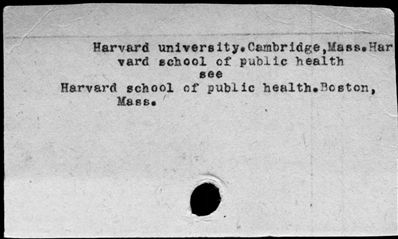 Harvard university.Cambridge,Mass.Har
vard school of public health
see
Harvard school of public health.Boston,
Mass.